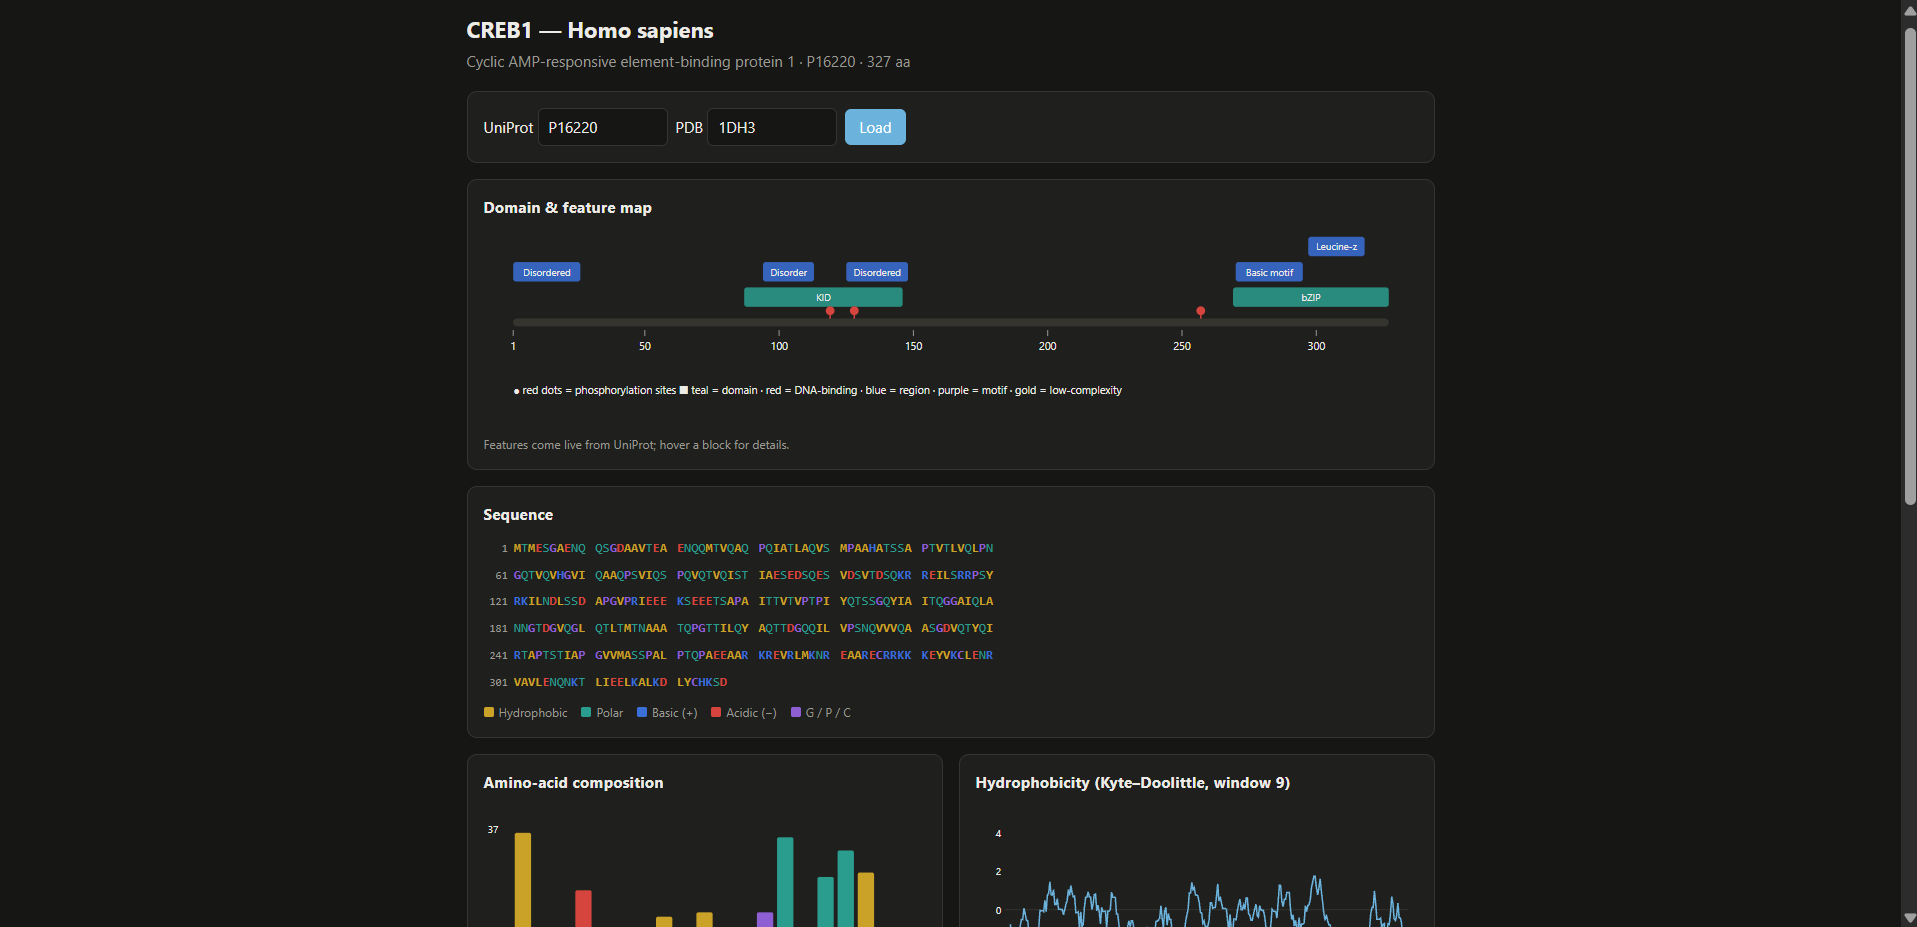 CREB1 — Homo sapiens
Cyclic AMP-responsive element-binding protein 1 · P16220 · 327 aa
UniProt P16220 PDB 1DH3 Load
Domain & feature map
Leucine-z
Disordered Disorder Disordered Basic motif
KID bZIP
1 50 100 150 200 250 300
● red dots = phosphorylation sites ■ teal = domain · red = DNA-binding · blue = region · purple = motif · gold = low-complexity
Features come live from UniProt; hover a block for details.
Sequence
1 MTMESGAENQ QSGDAAVTEA ENQQMTVQAQ PQIATLAQVS MPAAHATSSA PTVTLVQLPN
61 GQTVQVHGVI QAAQPSVIQS PQVQTVQIST IAESEDSQES VDSVTDSQKR REILSRRPSY
121 RKILNDLSSD APGVPRIEEE KSEEETSAPA ITTVTVPTPI YQTSSGQYIA ITQGGAIQLA
181 NNGTDGVQGL QTLTMTNAAA TQPGTTILQY AQTTDGQQIL VPSNQVVVQA ASGDVQTYQI
241 RTAPTSTIAP GVVMASSPAL PTQPAEEAAR KREVRLMKNR EAARECRRKK KEYVKCLENR
301 VAVLENQNKT LIEELKALKD LYCHKSD
Hydrophobic Polar Basic (+) Acidic (−) G / P / C
Amino-acid composition
37
Hydrophobicity (Kyte–Doolittle, window 9)
4
2
0